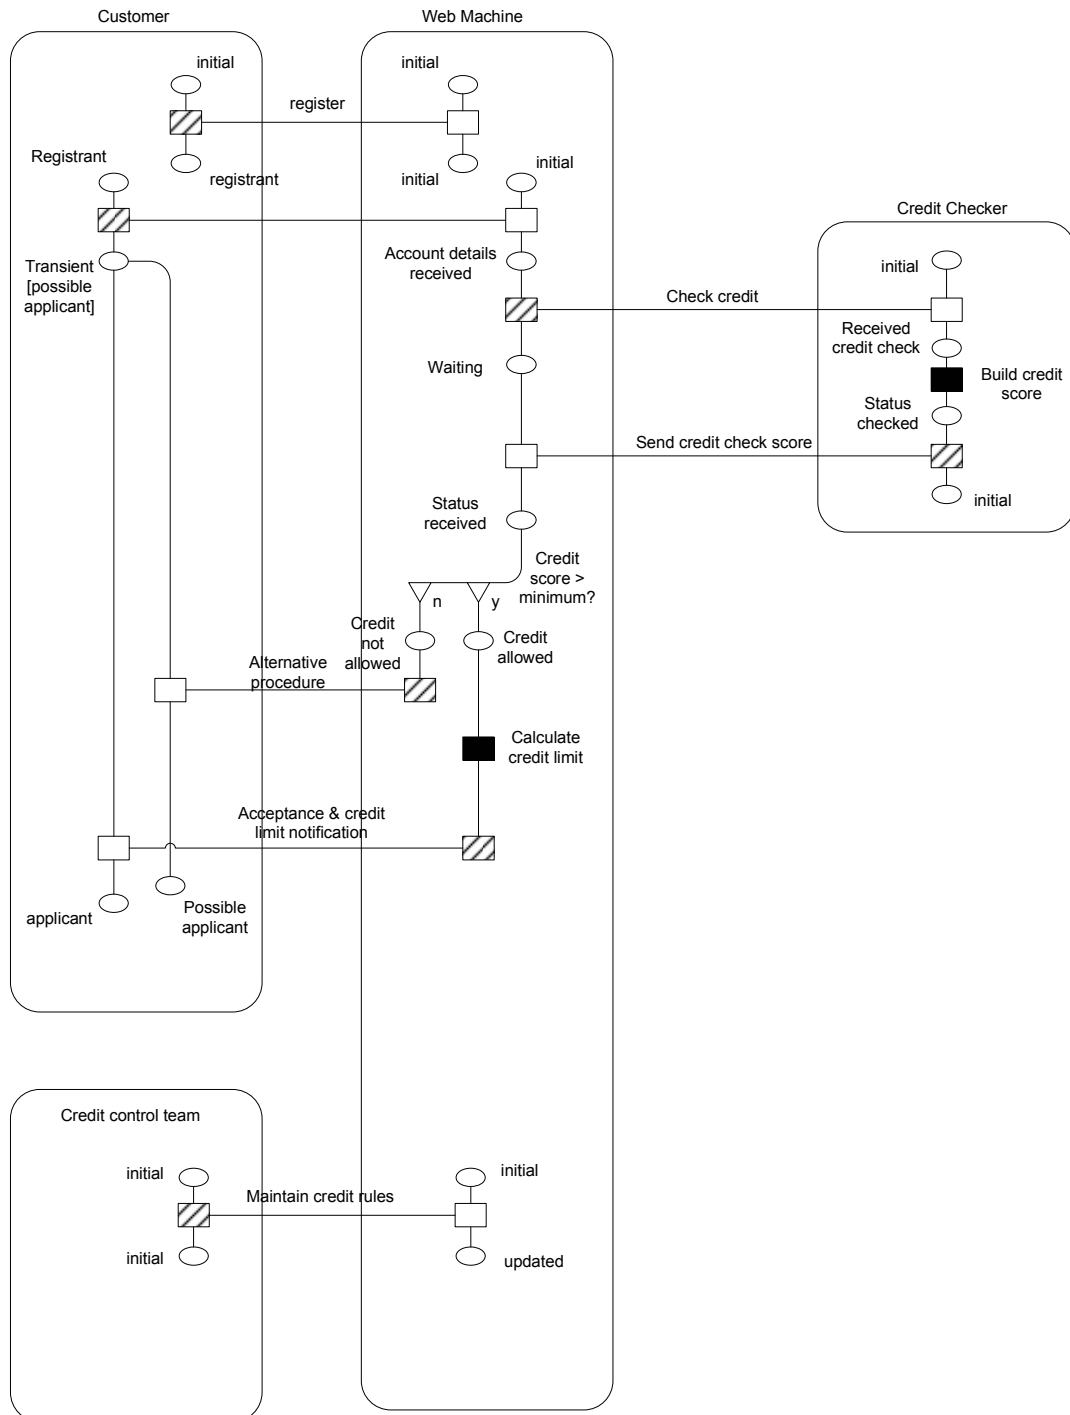 Customer
Web Machine
initial
initial
register
Registrant
registrant
initial
initial
Credit Checker
Transient
[possible
applicant]
Account details
received
initial
Check credit
Received
credit check
Waiting
Build credit
score
Status
checked
Send credit check score
Status
received
initial
Credit
score >
minimum?
n
y
Credit
not
allowed
Credit
allowed
Alternative
procedure
Calculate
credit limit
Acceptance & credit
limit notification
applicant
Possible
applicant
Credit control team
initial
initial
Maintain credit rules
initial
updated